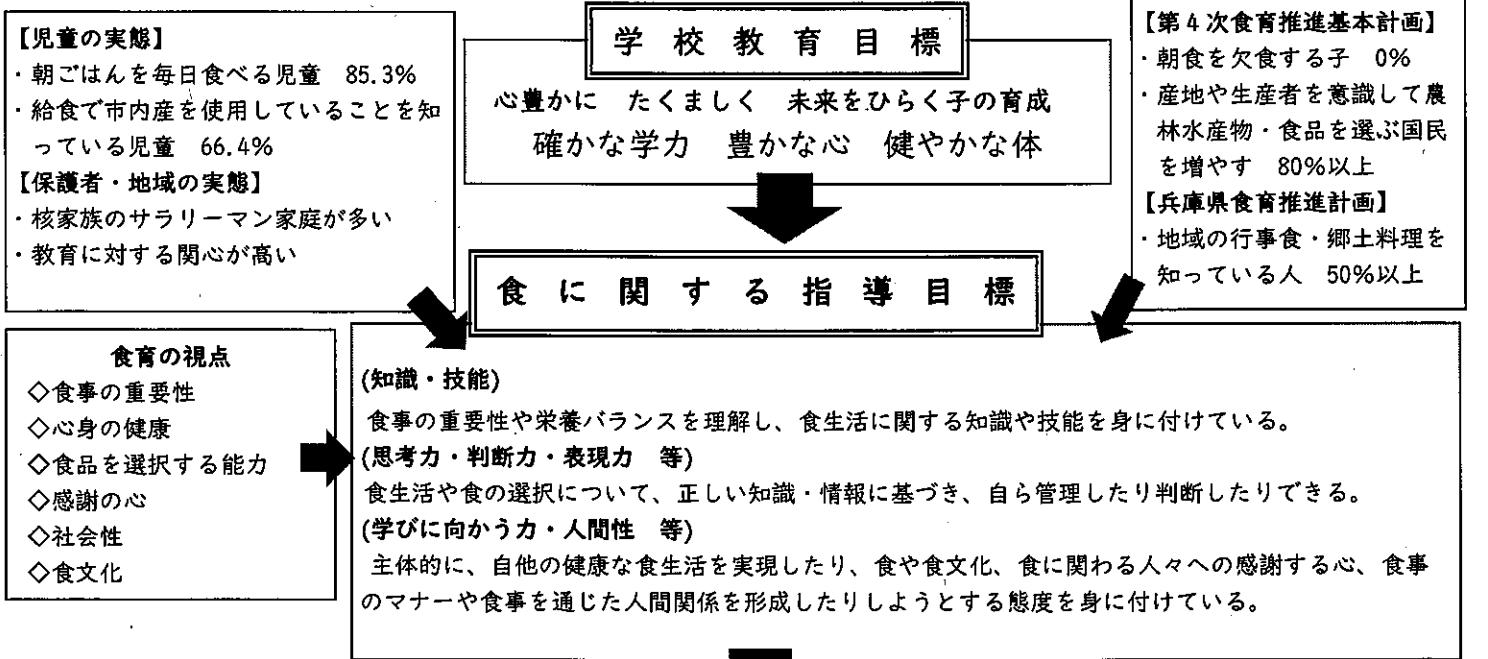 【児童の実態】
・朝ごはんを毎日食べる児童 85.3%
・給食で市内産を使用していることを知
っている児童 66.4%
【保護者・地域の実態】
・核家族のサラリーマン家庭が多い
・教育に対する関心が高い
学校教育目標
心豊かに たくましく 未来をひらく子の育成
確かな学力 豊かな心 健やかな体
【第4次食育推進基本計画】
・朝食を欠食する子 0%
・産地や生産者を意識して農
林水産物・食品を選ぶ国民
を増やす 80%以上
【兵庫県食育推進計画】
・地域の行事食・郷土料理を
知っている人 50%以上
食に関する指導目標
食育の視点
◇食事の重要性
◇心身の健康
◇食品を選択する能力
◇感謝の心
◇社会性
◇食文化
(知識・技能)
食事の重要性や栄養バランスを理解し、食生活に関する知識や技能を身に付けている。
(思考力・判断力・表現力 等)
食生活や食の選択について、正しい知識・情報に基づき、自ら管理したり判断したりできる。
(学びに向かう力・人間性 等)
主体的に、自他の健康な食生活を実現したり、食や食文化、食に関わる人々への感謝する心、食事
のマナーや食事を通じた人間関係を形成したりしようとする態度を身に付けている。